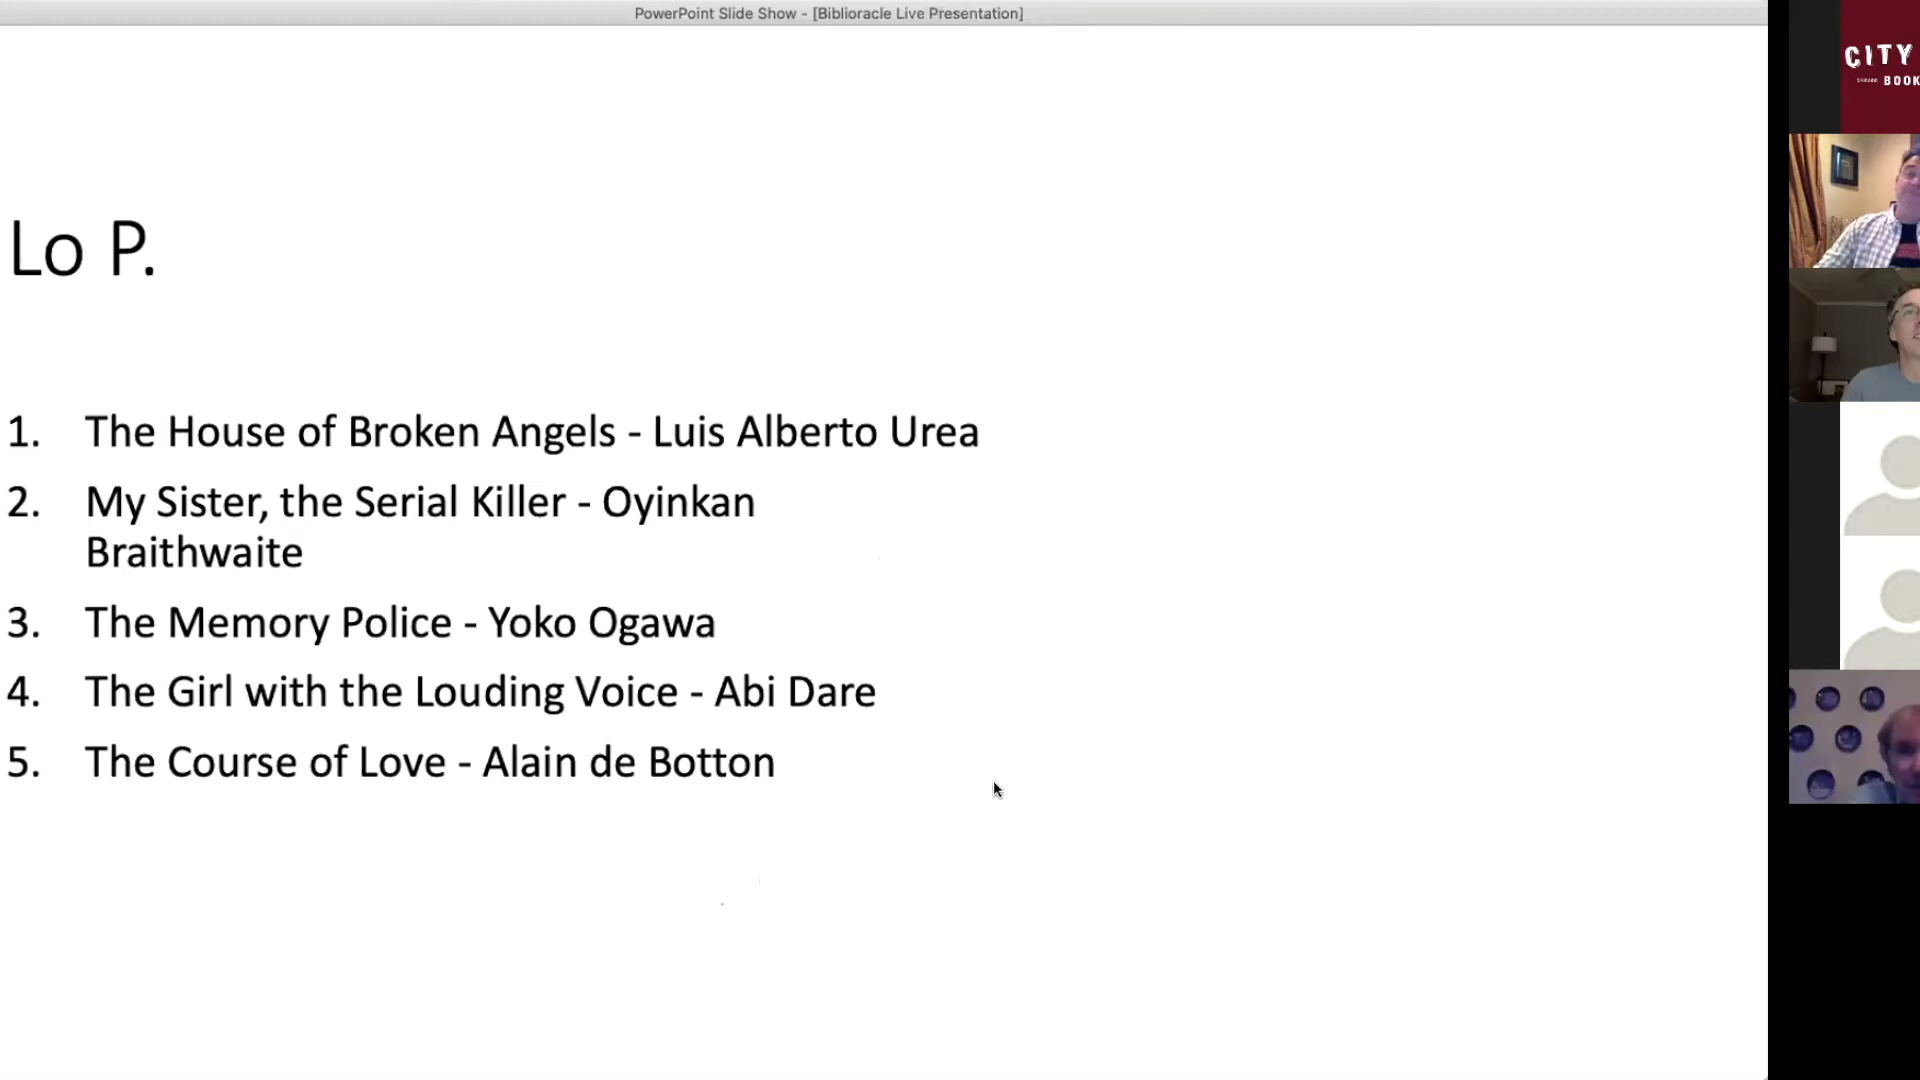 PowerPoint Slide Show - [Biblioracle Live Presentation]
CITY
BOOK
Lo P.
1. The House of Broken Angels - Luis Alberto Urea
2. My Sister, the Serial Killer - Oyinkan
Braithwaite
3. The Memory Police - Yoko Ogawa
4. The Girl with the Louding Voice - Abi Dare
5. The Course of Love - Alain de Botton